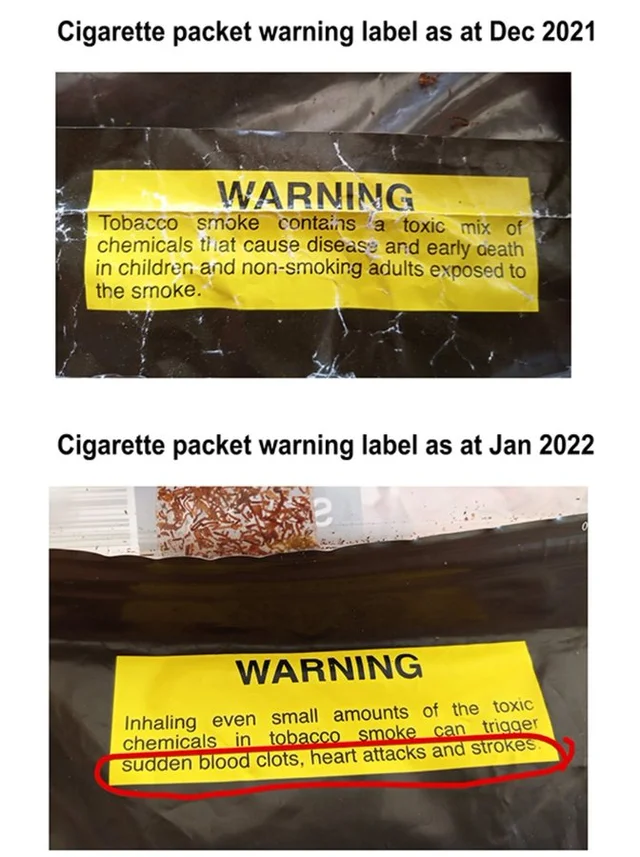 Cigarette packet warning label as at Dec 2021
WARNING
Tobacco smoke contains a toxic mix of
chemicals that cause disease and early death
in children and non-smoking adults exposed to
the smoke.
Cigarette packet warning label as at Jan 2022
WARNING
Inhaling even small amounts of the toxic
chemicals in tobacco smoke can trigger
sudden blood clots, heart attacks and strokes.